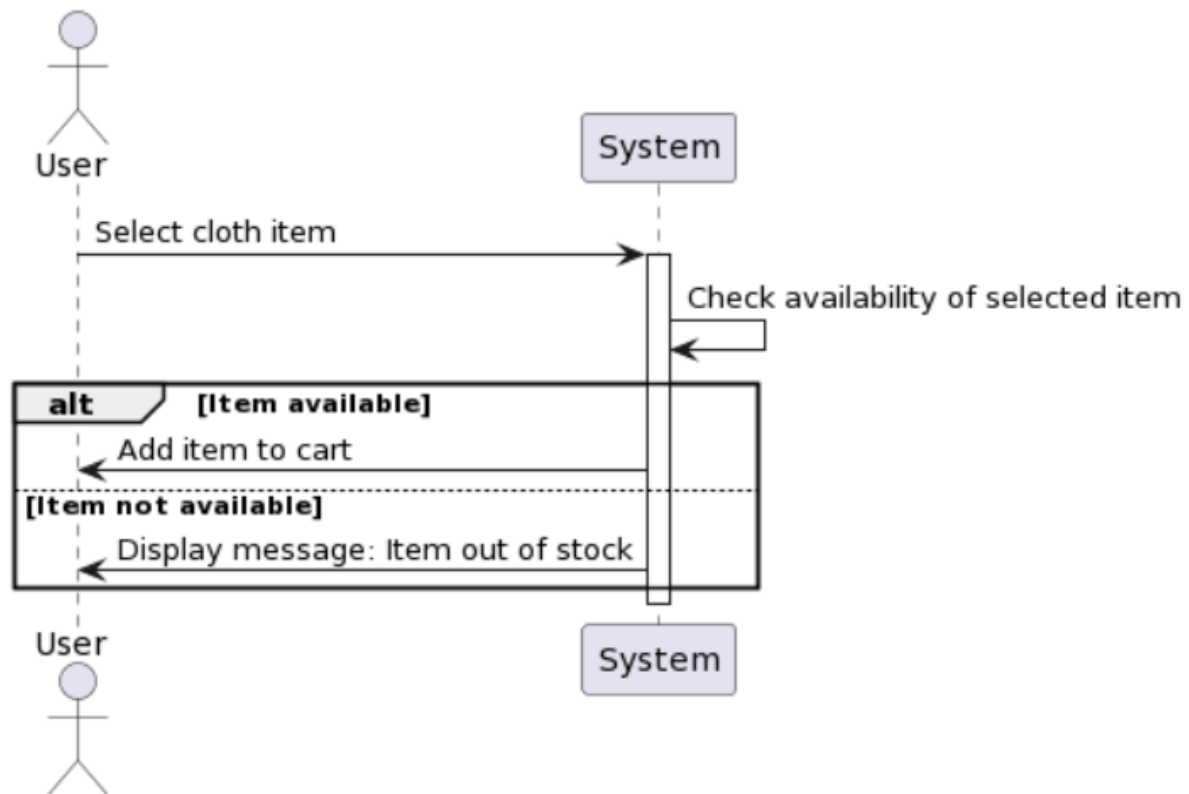 User
System
Select cloth item
Check availability of selected item
alt [Item available]
Add item to cart
[Item not available]
Display message: Item out of stock
User
System